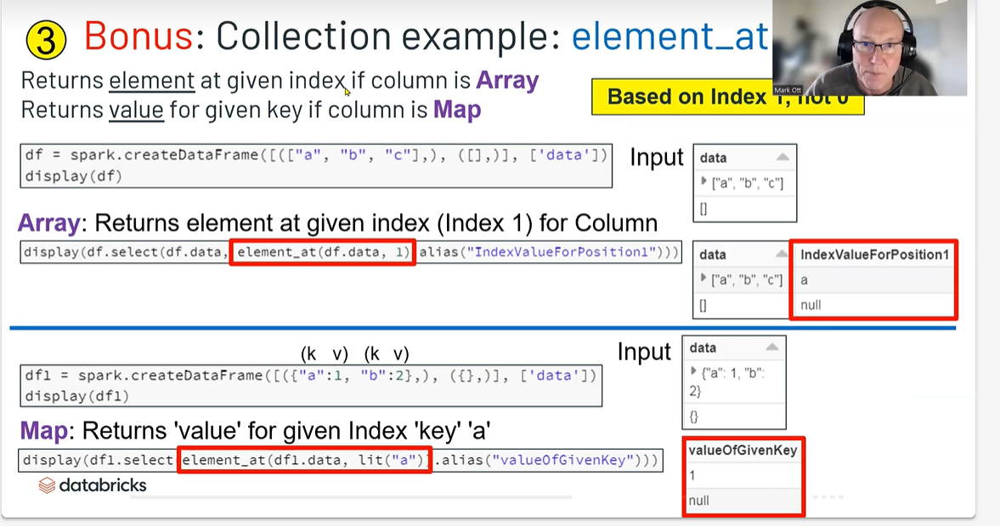 3 Bonus: Collection example: element_at
Returns element at given index if column is Array
Returns value for given key if column is Map
Based on Index 1, not 0
Mark Ott
df = spark.createDataFrame([(["a", "b", "c"],), ([],)], ['data'])
display(df)
Input
data
["a", "b", "c"]
[]
Array: Returns element at given index (Index 1) for Column
display(df.select(df.data, element_at(df.data, 1) alias("IndexValueForPosition1")))
data IndexValueForPosition1
["a", "b", "c"] a
[] null
(k v) (k v)
df1 = spark.createDataFrame([({"a":1, "b":2},), ({},)], ['data'])
display(df1)
Input
data
{"a": 1, "b":
2}
{}
Map: Returns 'value' for given Index 'key' 'a'
display(df1.select element_at(df1.data, lit("a")).alias("valueOfGivenKey")))
valueOfGivenKey
1
null
databricks